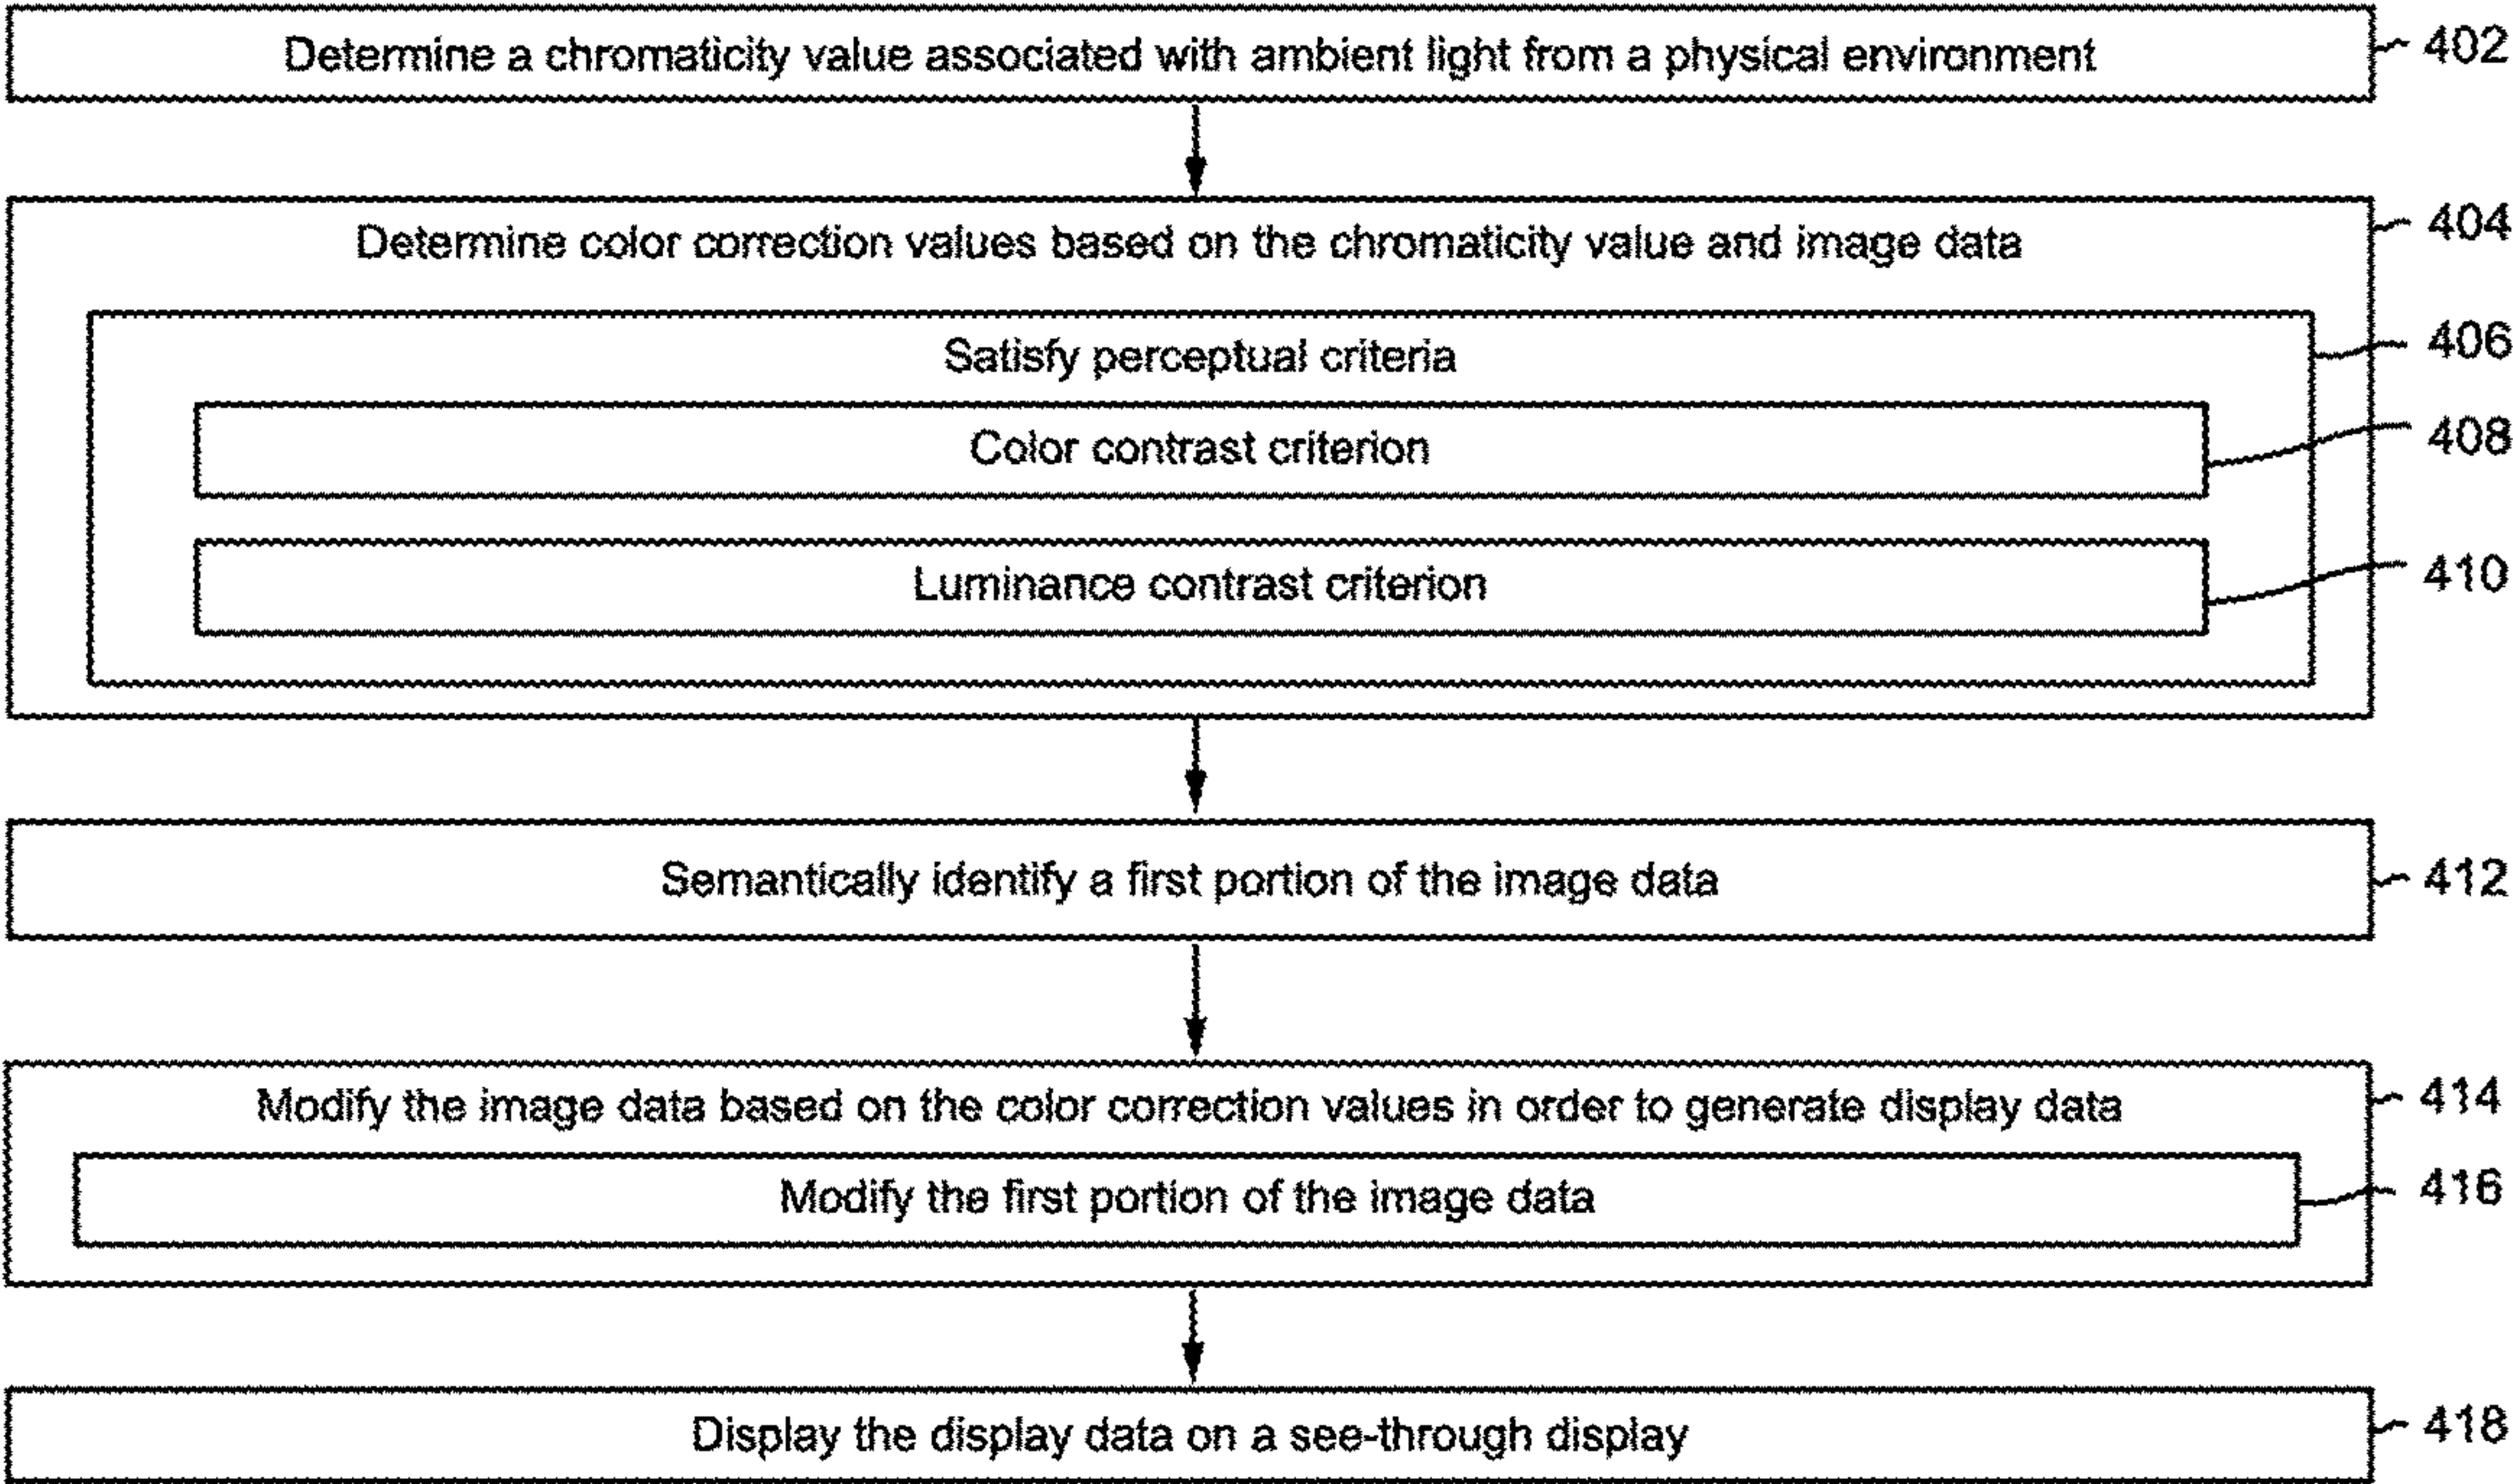 Determine a chromaticity value associated with ambient light from a physical environment 402
Determine color correction values based on the chromaticity value and image data 404
Satisfy perceptual criteria 406
Color contrast criterion 408
Luminance contrast criterion 410
Semantically identify a first portion of the image data 412
Modify the image data based on the color correction values in order to generate display data 414
Modify the first portion of the image data 416
Display the display data on a see-through display 418